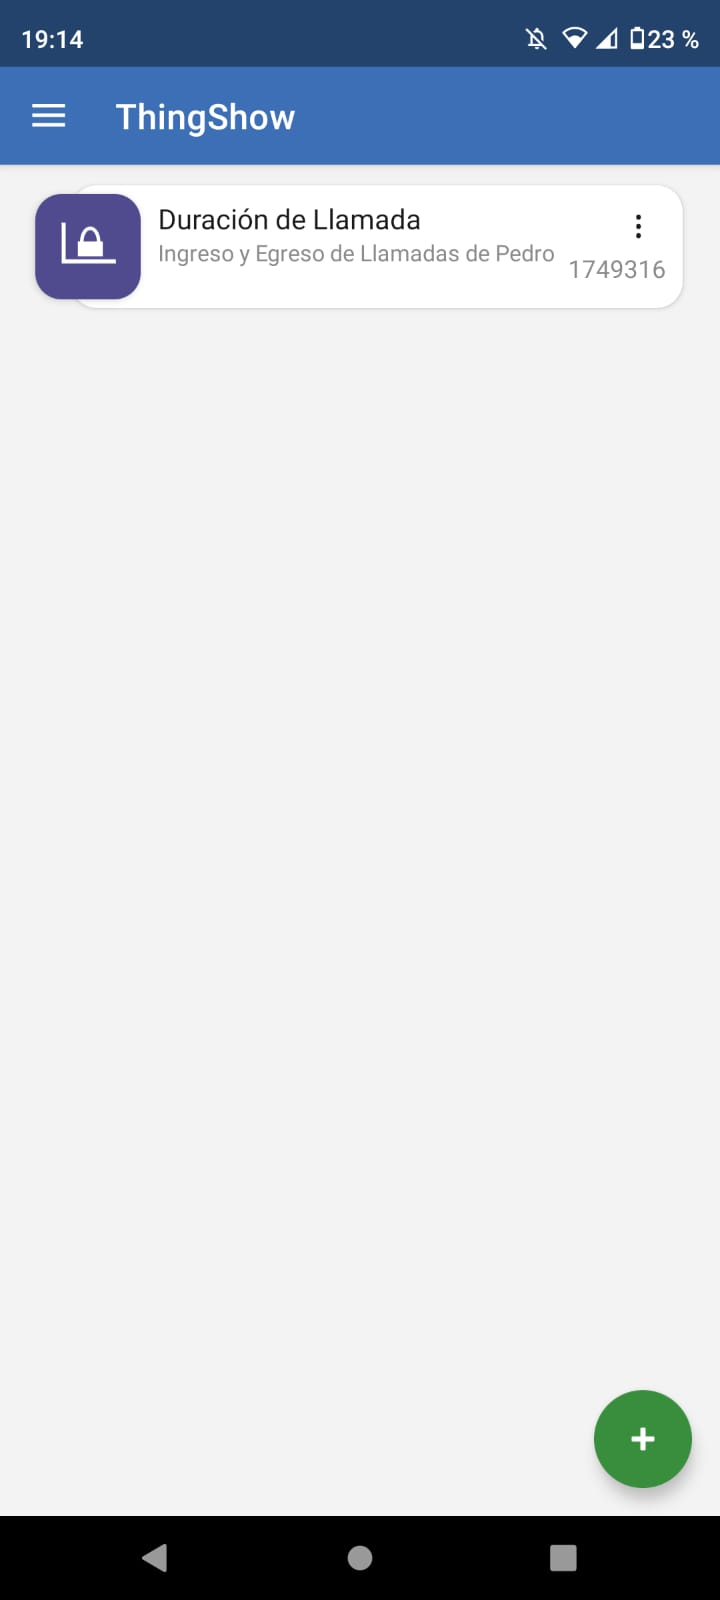 19:14
23 %
ThingShow
Duración de Llamada
Ingreso y Egreso de Llamadas de Pedro
1749316